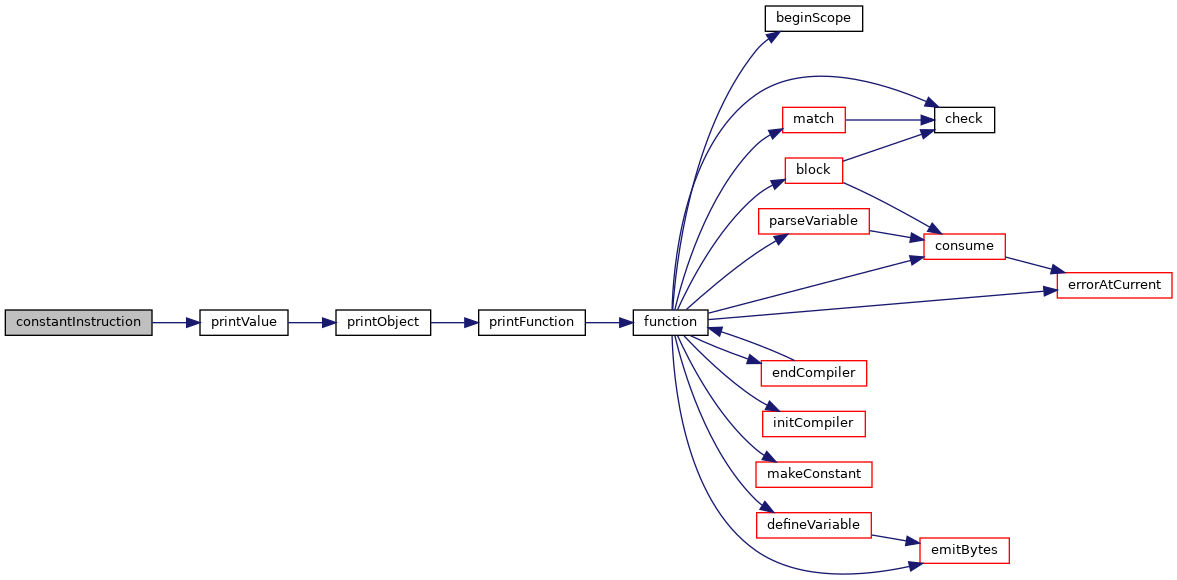 beginScope
match
check
block
parseVariable
consume
errorAtCurrent
constantInstruction
printValue
printObject
printFunction
function
endCompiler
initCompiler
makeConstant
defineVariable
emitBytes